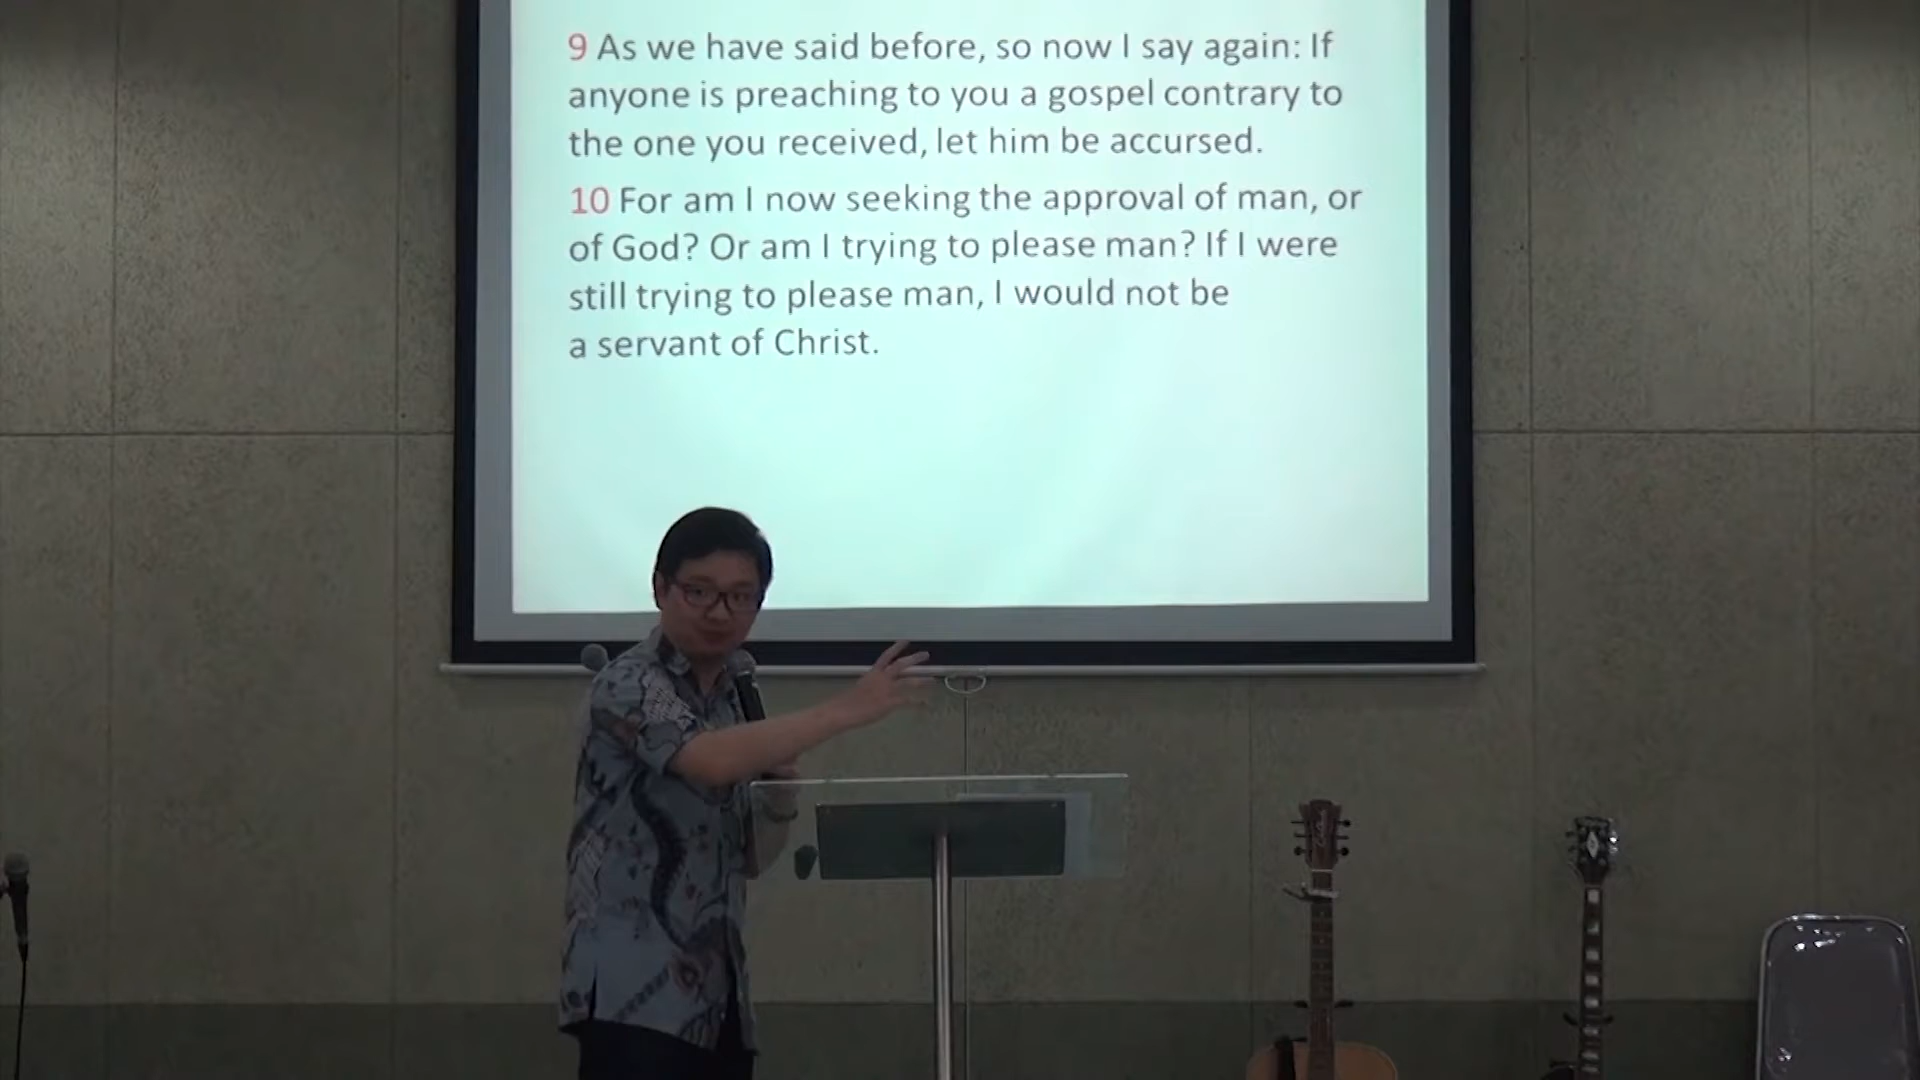 9 As we have said before, so now I say again: If
anyone is preaching to you a gospel contrary to
the one you received, let him be accursed.
10 For am I now seeking the approval of man, or
of God? Or am I trying to please man? If I were
still trying to please man, I would not be
a servant of Christ.